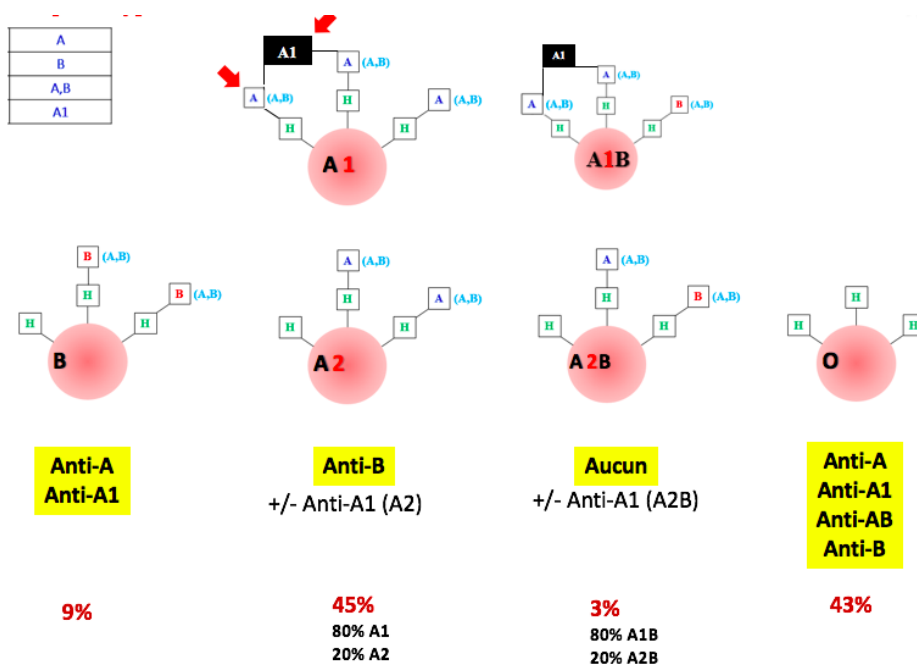 A
B
A,B
A1
A1
A (A,B)
A (A,B)
A (A,B)
H
H
H
A 1
A1
A (A,B)
A (A,B)
B (A,B)
H
H
H
A1B
B (A,B)
B (A,B)
H
H
H
B
A (A,B)
A (A,B)
H
H
H
A 2
A (A,B)
B (A,B)
H
H
H
A 2B
H
H
H
O
Anti-A
Anti-A1
Anti-B
+/- Anti-A1 (A2)
Aucun
+/- Anti-A1 (A2B)
Anti-A
Anti-A1
Anti-AB
Anti-B
9%
45%
80% A1
20% A2
3%
80% A1B
20% A2B
43%